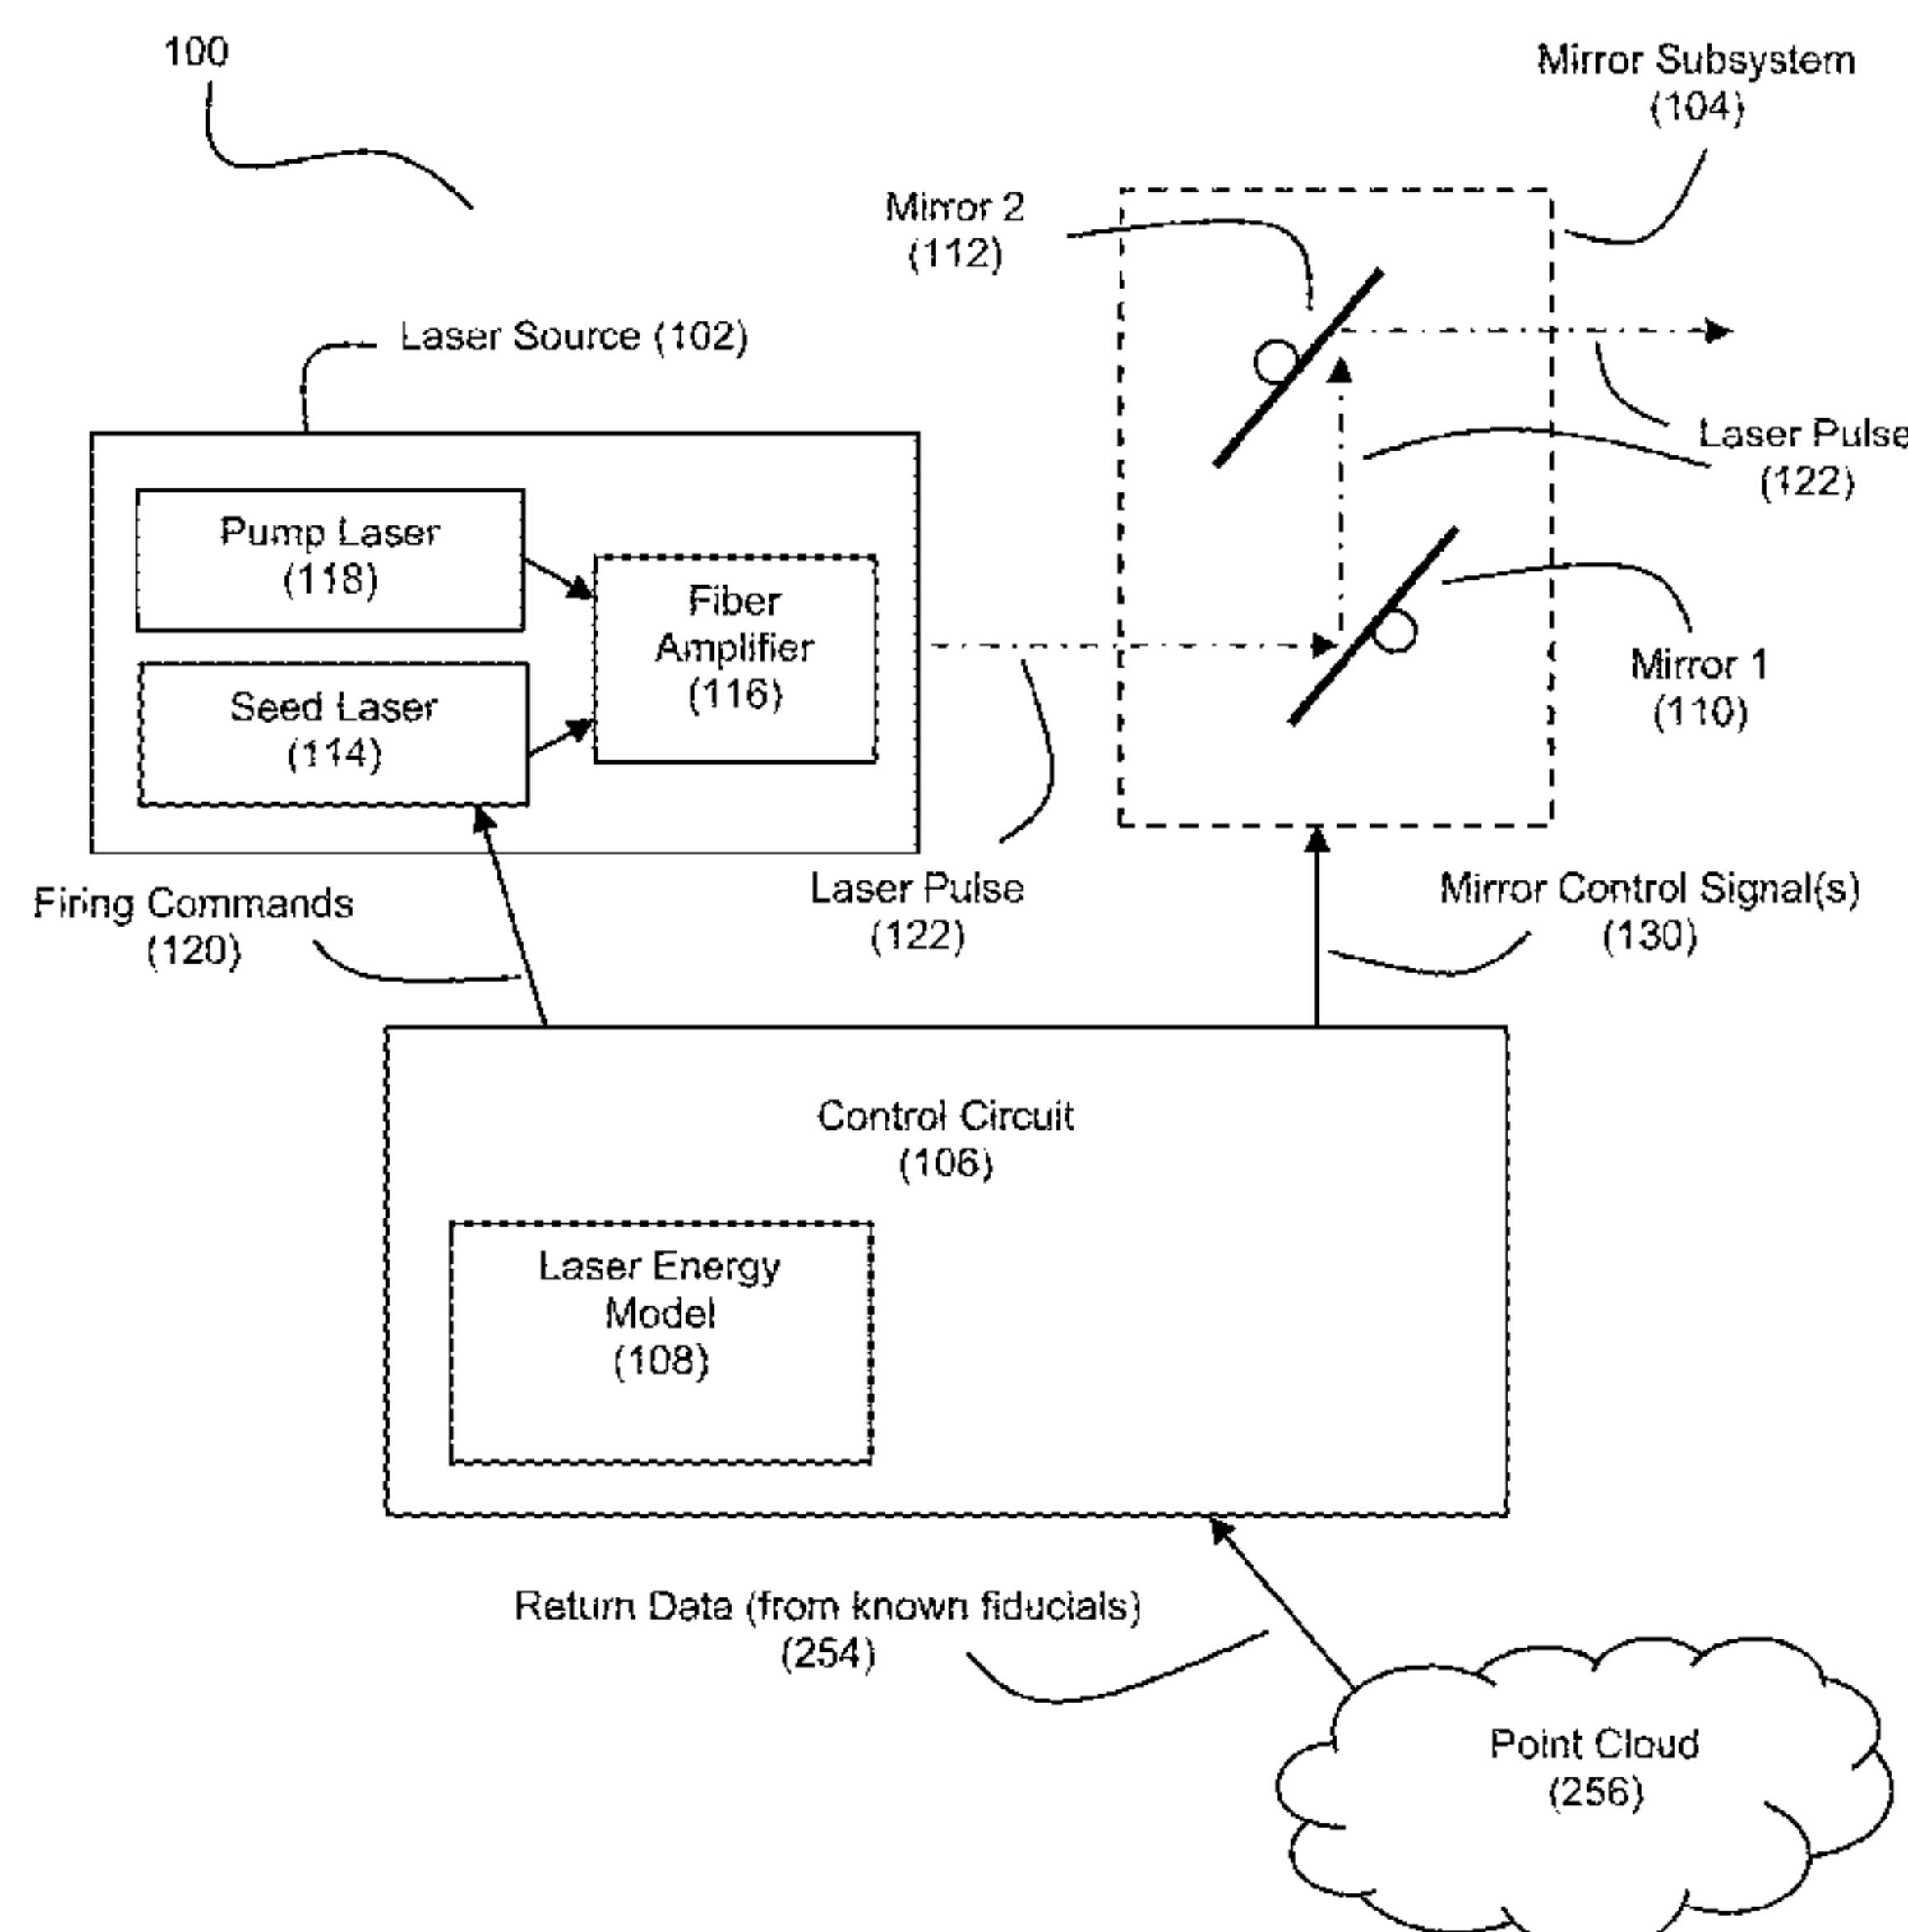 100
Mirror Subsystem
(104)
Mirror 2
(112)
Laser Source (102)
Laser Pulse
(122)
Pump Laser
(118)
Fiber
Amplifier
(116)
Seed Laser
(114)
Mirror 1
(110)
Firing Commands
(120)
Laser Pulse
(122)
Mirror Control Signal(s)
(130)
Control Circuit
(106)
Laser Energy
Model
(108)
Return Data (from known fiducials)
(254)
Point Cloud
(256)